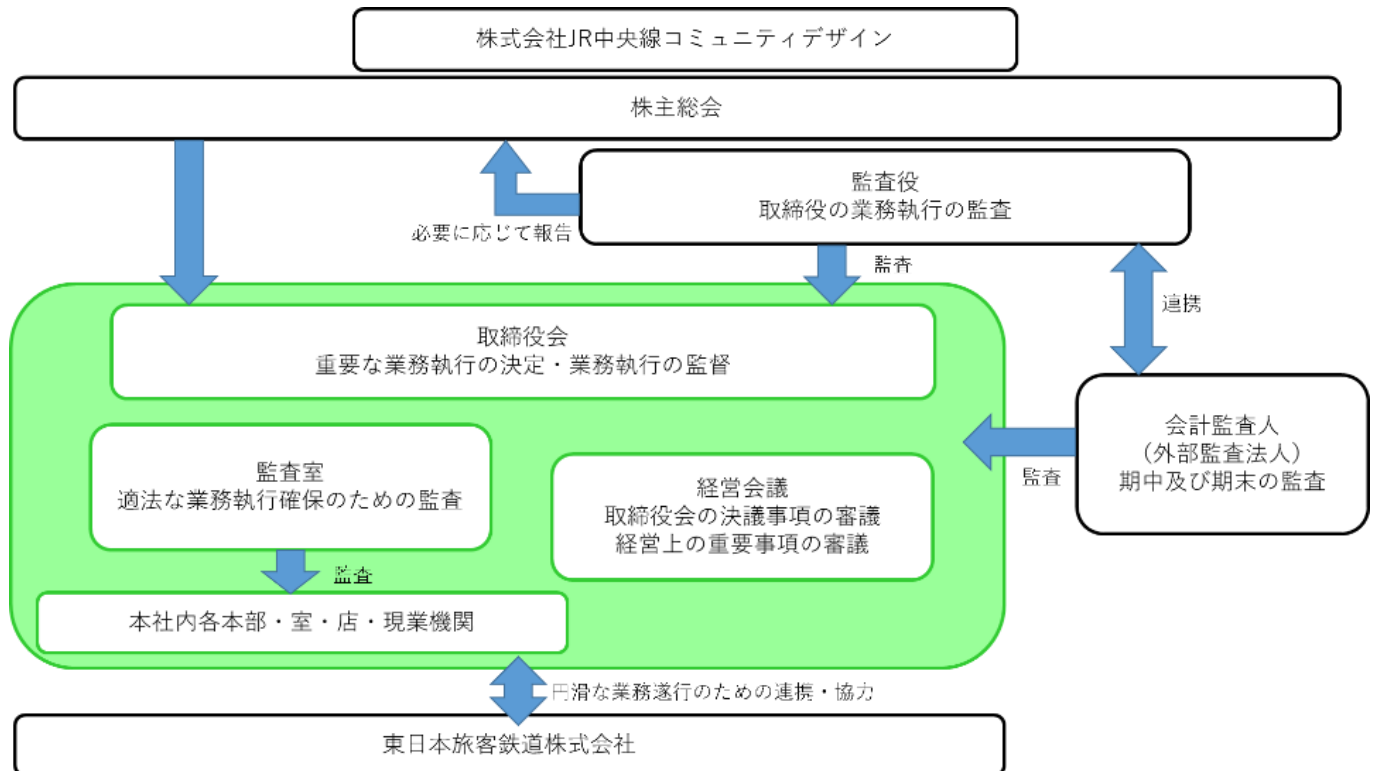 株式会社JR中央線コミュニティデザイン
株主総会
監査役
取締役の業務執行の監査
必要に応じて報告
監査
連携
取締役会
重要な業務執行の決定・業務執行の監督
会計監査人
（外部監査法人）
期中及び期末の監査
監査
監査室
適法な業務執行確保のための監査
経営会議
取締役会の決議事項の審議
経営上の重要事項の審議
監査
本社内各本部・室・店・現業機関
円滑な業務遂行のための連携・協力
東日本旅客鉄道株式会社